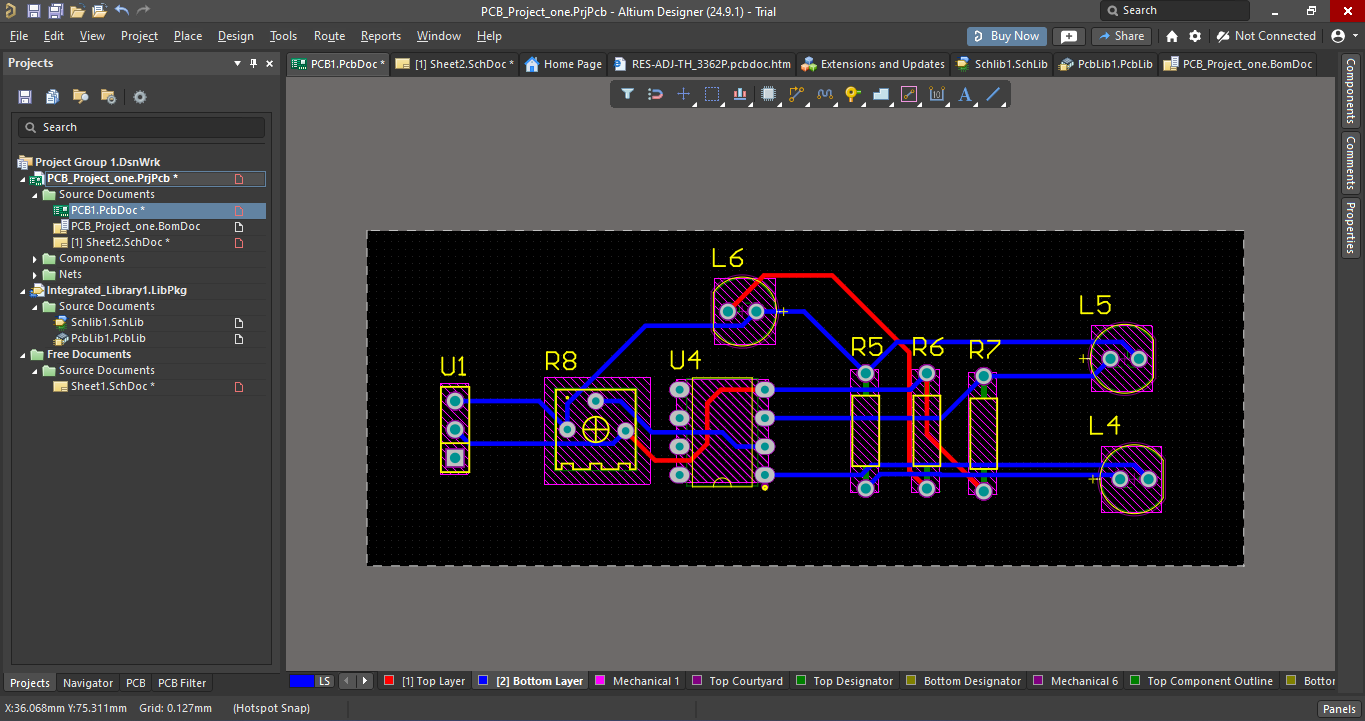 PCB_Project_one.PrjPcb - Altium Designer (24.9.1) - Trial
Search
File Edit View Project Place Design Tools Route Reports Window Help
Buy Now Share Not Connected
Projects
PCB1.PcbDoc * [1] Sheet2.SchDoc * Home Page RES-ADJ-TH_3362P.pcbdoc.htm Extensions and Updates Schlib1.SchLib PcbLib1.PcbLib PCB_Project_one.BomDoc
Search
Project Group 1.DsnWrk
PCB_Project_one.PrjPcb *
Source Documents
PCB1.PcbDoc *
PCB_Project_one.BomDoc
[1] Sheet2.SchDoc *
Components
Nets
Integrated_Library1.LibPkg
Source Documents
Schlib1.SchLib
PcbLib1.PcbLib
Free Documents
Source Documents
Sheet1.SchDoc *
10
A
Components
Comments
Properties
L6
L5
U1
R8
U4
R5
R6
R7
L4
Projects Navigator PCB PCB Filter
LS [1] Top Layer [2] Bottom Layer Mechanical 1 Top Courtyard Top Designator Bottom Designator Mechanical 6 Top Component Outline Bottor
X:36.068mm Y:75.311mm Grid: 0.127mm (Hotspot Snap)
Panels